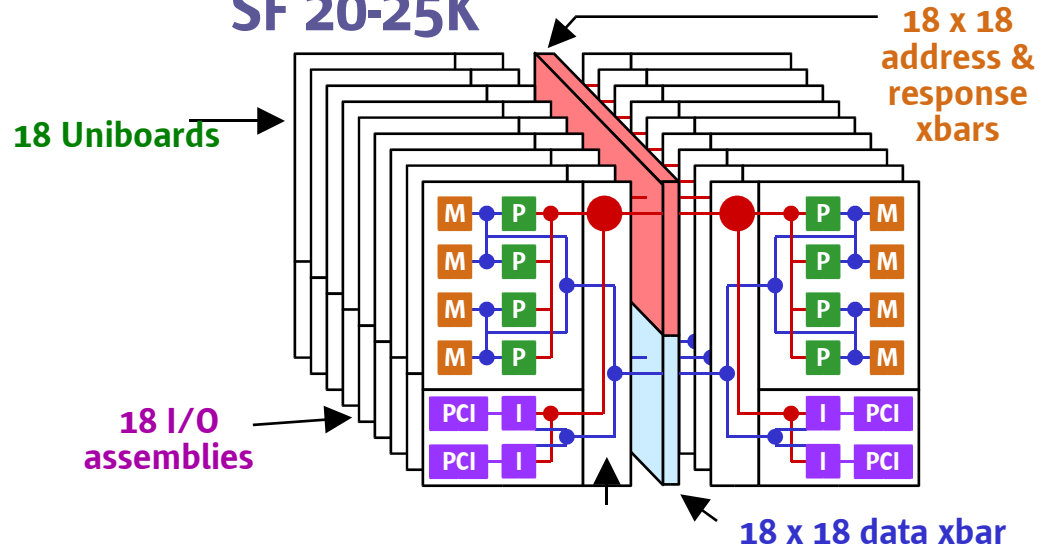 SF 20-25K
18 x 18
address &
response
xbars
18 Uniboards
M P P M
M P P M
M P P M
M P P M
PCI I I PCI
PCI I I PCI
18 I/O
assemblies
18 x 18 data xbar